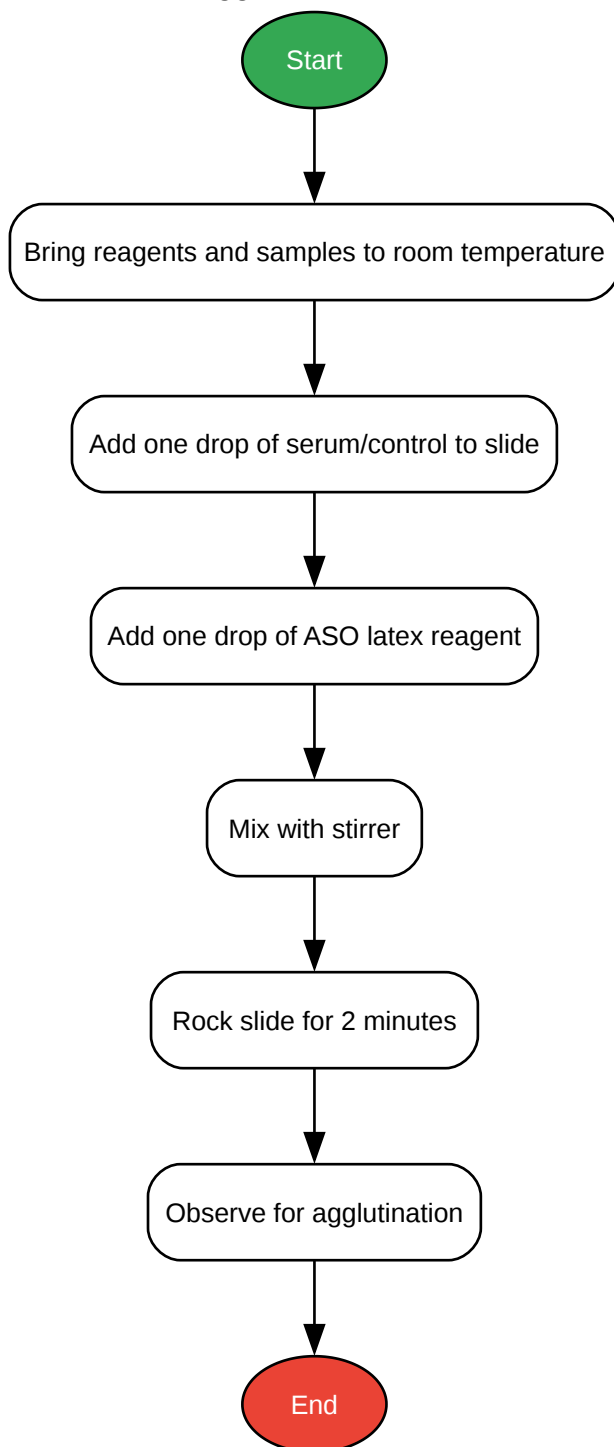 Start
Bring reagents and samples to room temperature
Add one drop of serum/control to slide
Add one drop of ASO latex reagent
Mix with stirrer
Rock slide for 2 minutes
Observe for agglutination
End